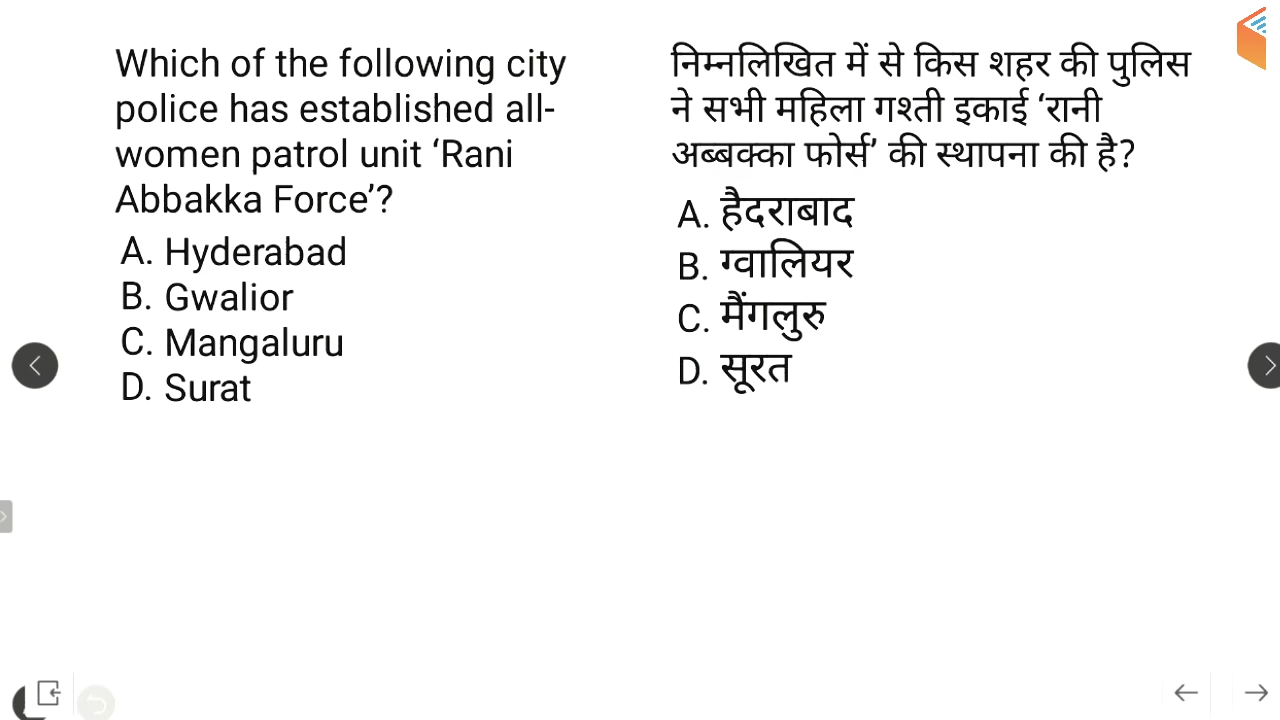 Which of the following city
police has established all-
women patrol unit ‘Rani
Abbakka Force’?
A. Hyderabad
B. Gwalior
C. Mangaluru
D. Surat
निम्नलिखित में से किस शहर की पुलिस
ने सभी महिला गश्ती इकाई ‘रानी
अब्बक्का फोर्स’ की स्थापना की है?
A. हैदराबाद
B. ग्वालियर
C. मैंगलुरु
D. सूरत